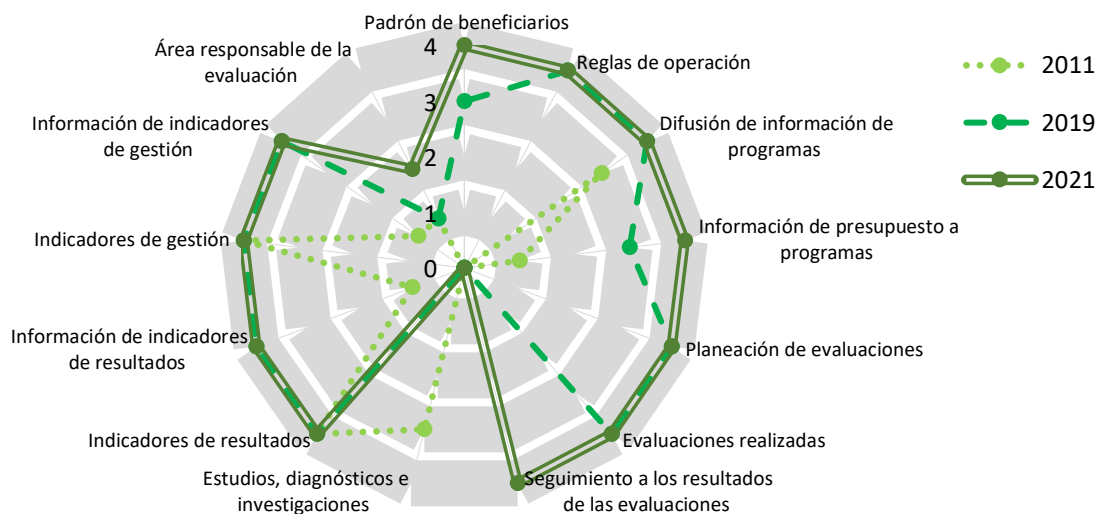 Padrón de beneficiarios
Reglas de operación
Difusión de información de
programas
Información de presupuesto a
programas
Planeación de evaluaciones
Evaluaciones realizadas
Seguimiento a los resultados
de las evaluaciones
Estudios, diagnósticos e
investigaciones
Indicadores de resultados
Información de indicadores
de resultados
Indicadores de gestión
Información de indicadores
de gestión
Área responsable de la
evaluación
4
3
2
1
0
2011
2019
2021